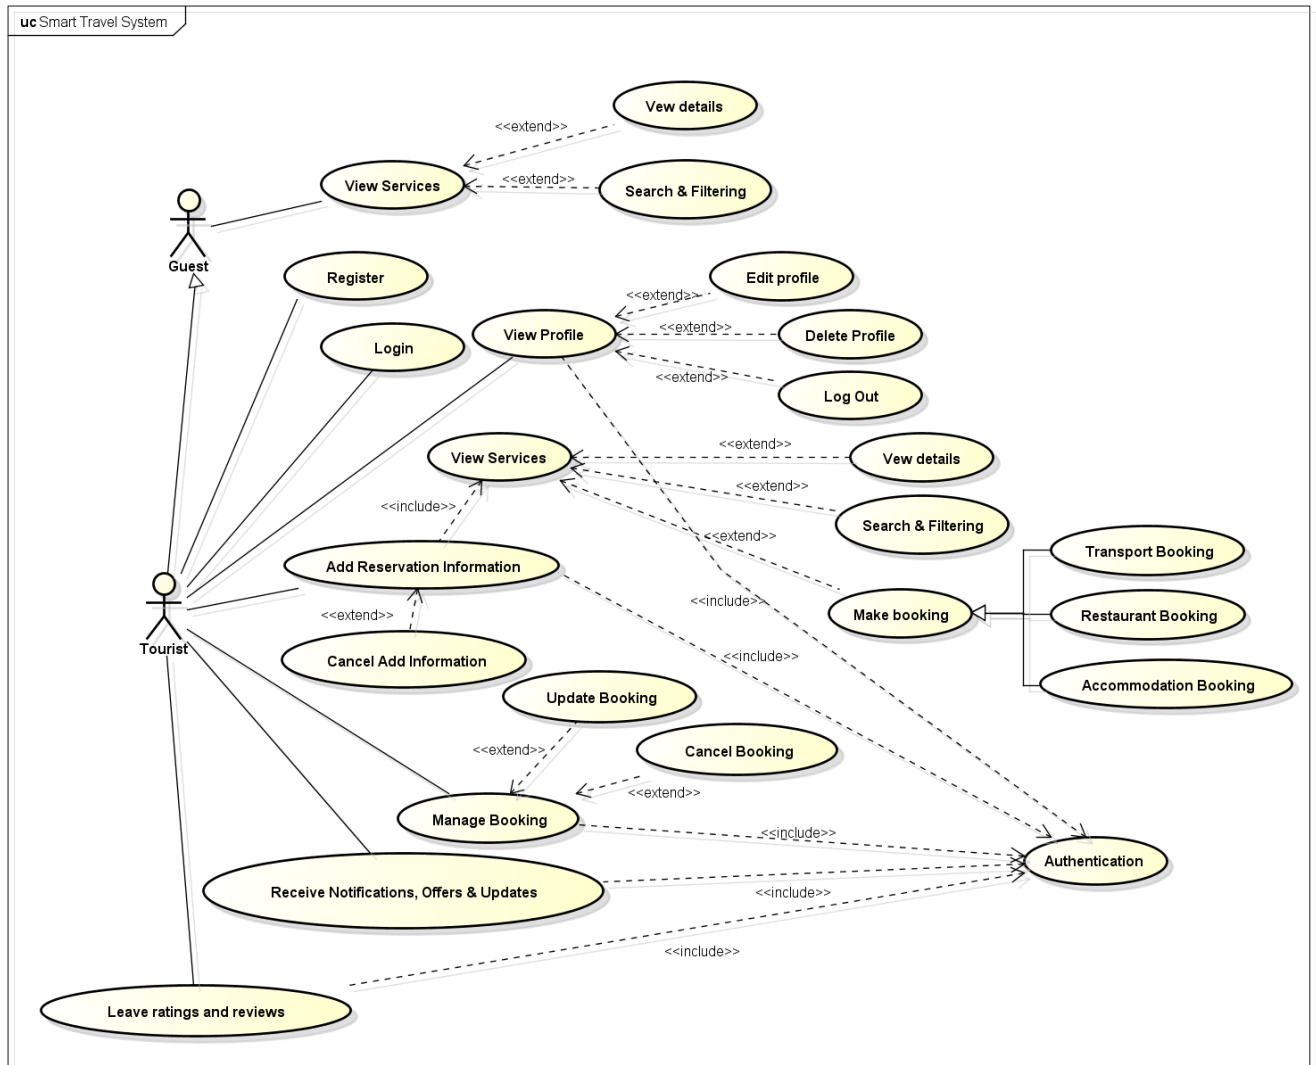 uc Smart Travel System
Vew details
<<extend>>
View Services
<<extend>>
Search & Filtering
Guest
Register
Edit profile
<<extend>>
Login
View Profile
<<extend>>
Delete Profile
<<extend>>
Log Out
View Services
<<extend>>
Vew details
<<extend>>
<<include>>
Search & Filtering
<<extend>>
Add Reservation Information
Transport Booking
<<include>>
<<extend>>
Make booking
Restaurant Booking
Tourist
Cancel Add Information
<<include>>
Accommodation Booking
Update Booking
<<extend>>
Cancel Booking
<<extend>>
Manage Booking
<<include>>
Authentication
Receive Notifications, Offers & Updates
<<include>>
<<include>>
Leave ratings and reviews